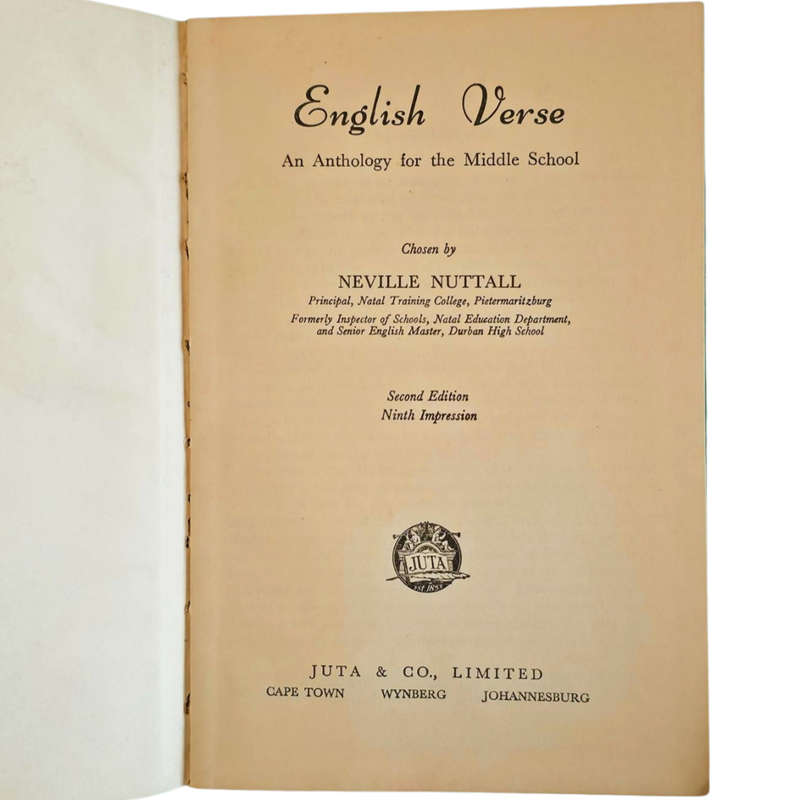 English Verse
An Anthology for the Middle School
Chosen by
NEVILLE NUTTALL
Principal, Natal Training College, Pietermaritzburg
Formerly Inspector of Schools, Natal Education Department,
and Senior English Master, Durban High School
Second Edition
Ninth Impression
JUTA
EST 1853
JUTA & CO., LIMITED
CAPE TOWN WYNBERG JOHANNESBURG